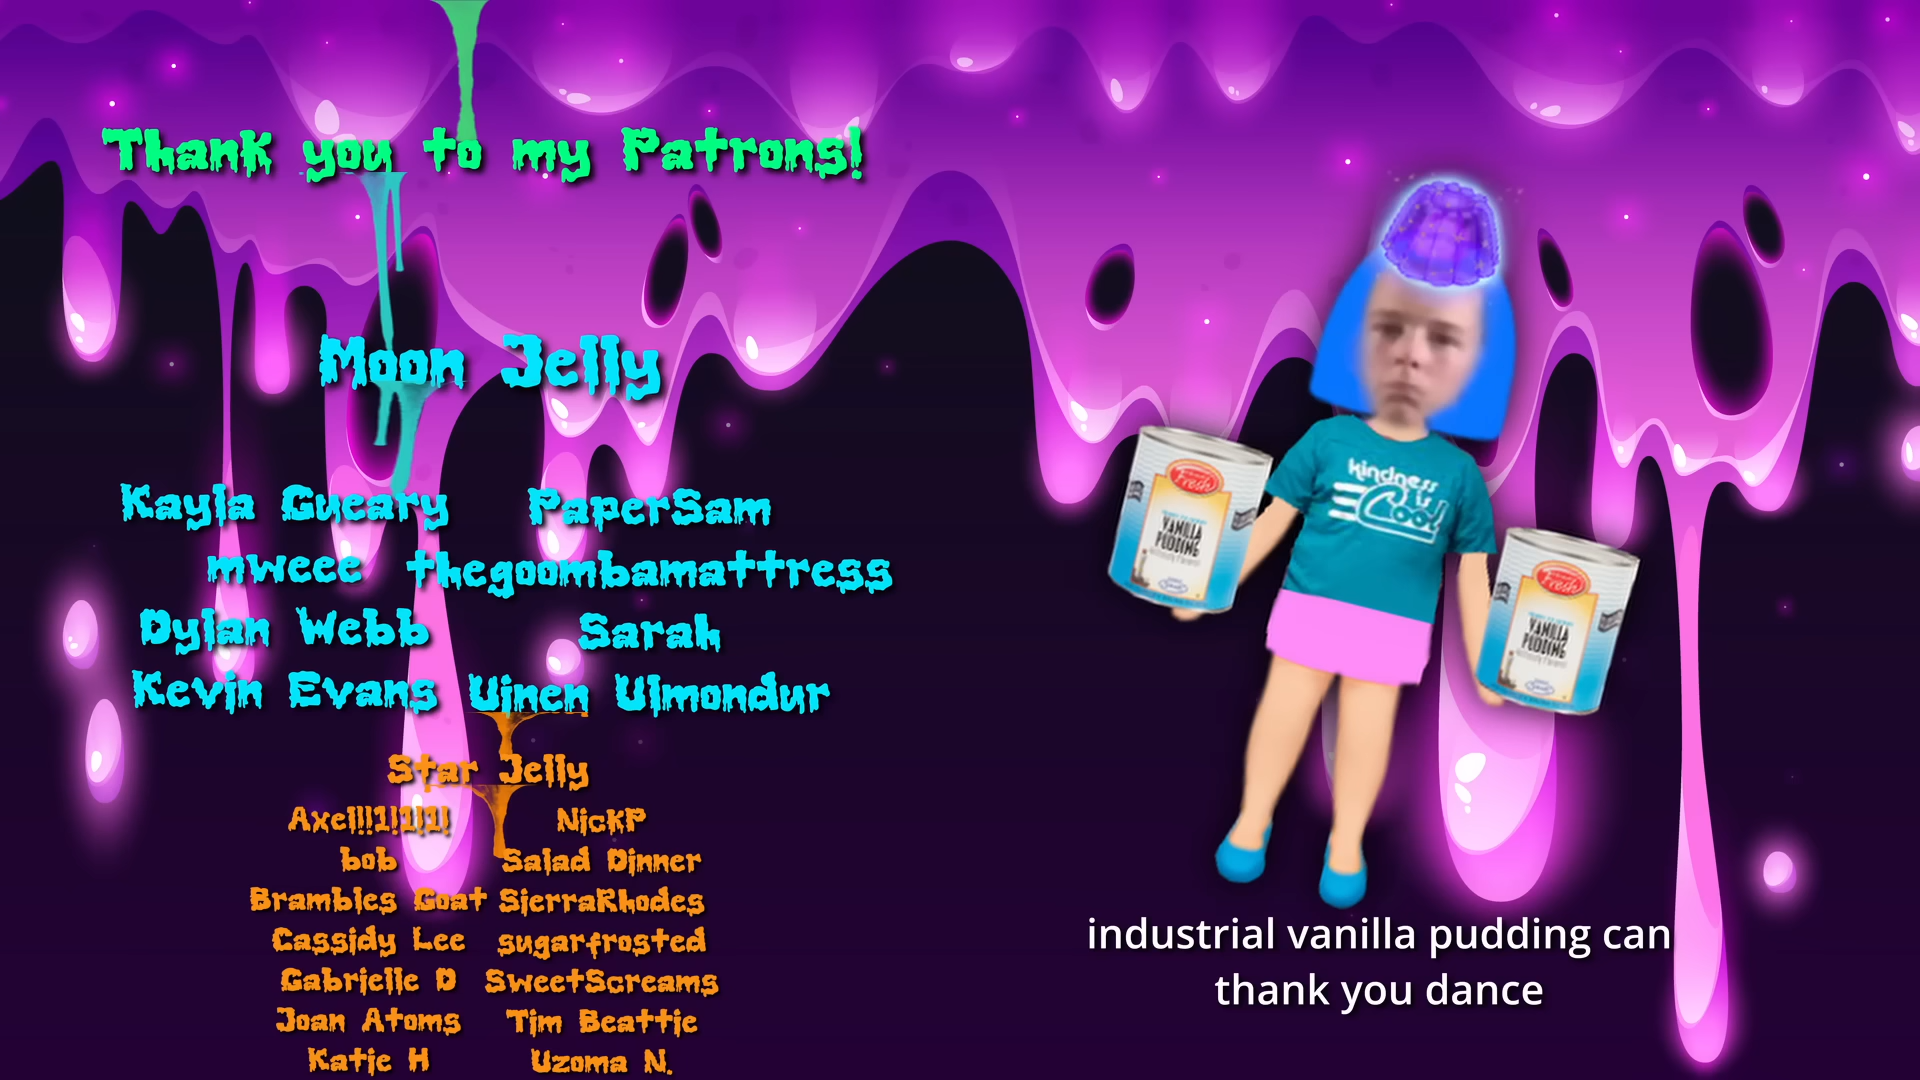 Thank you to my Patrons!
Moon Jelly
Kayla Gueary PaperSam
mweee thegoombamattress
Dylan Webb Sarah
Kevin Evans Uinen Ulmondur
Star Jelly
Axel!!!1!1!1! NickP
bob Salad Dinner
Brambles Goat SierraRhodes
Cassidy Lee sugarfrosted
Gabrielle D SweetScreams
Joan Atoms Tim Beattie
Katie H Uzoma N.
kindness
is
Cool
Fresh
VANILLA
PUDDING
Fresh
VANILLA
PUDDING
industrial vanilla pudding can
thank you dance